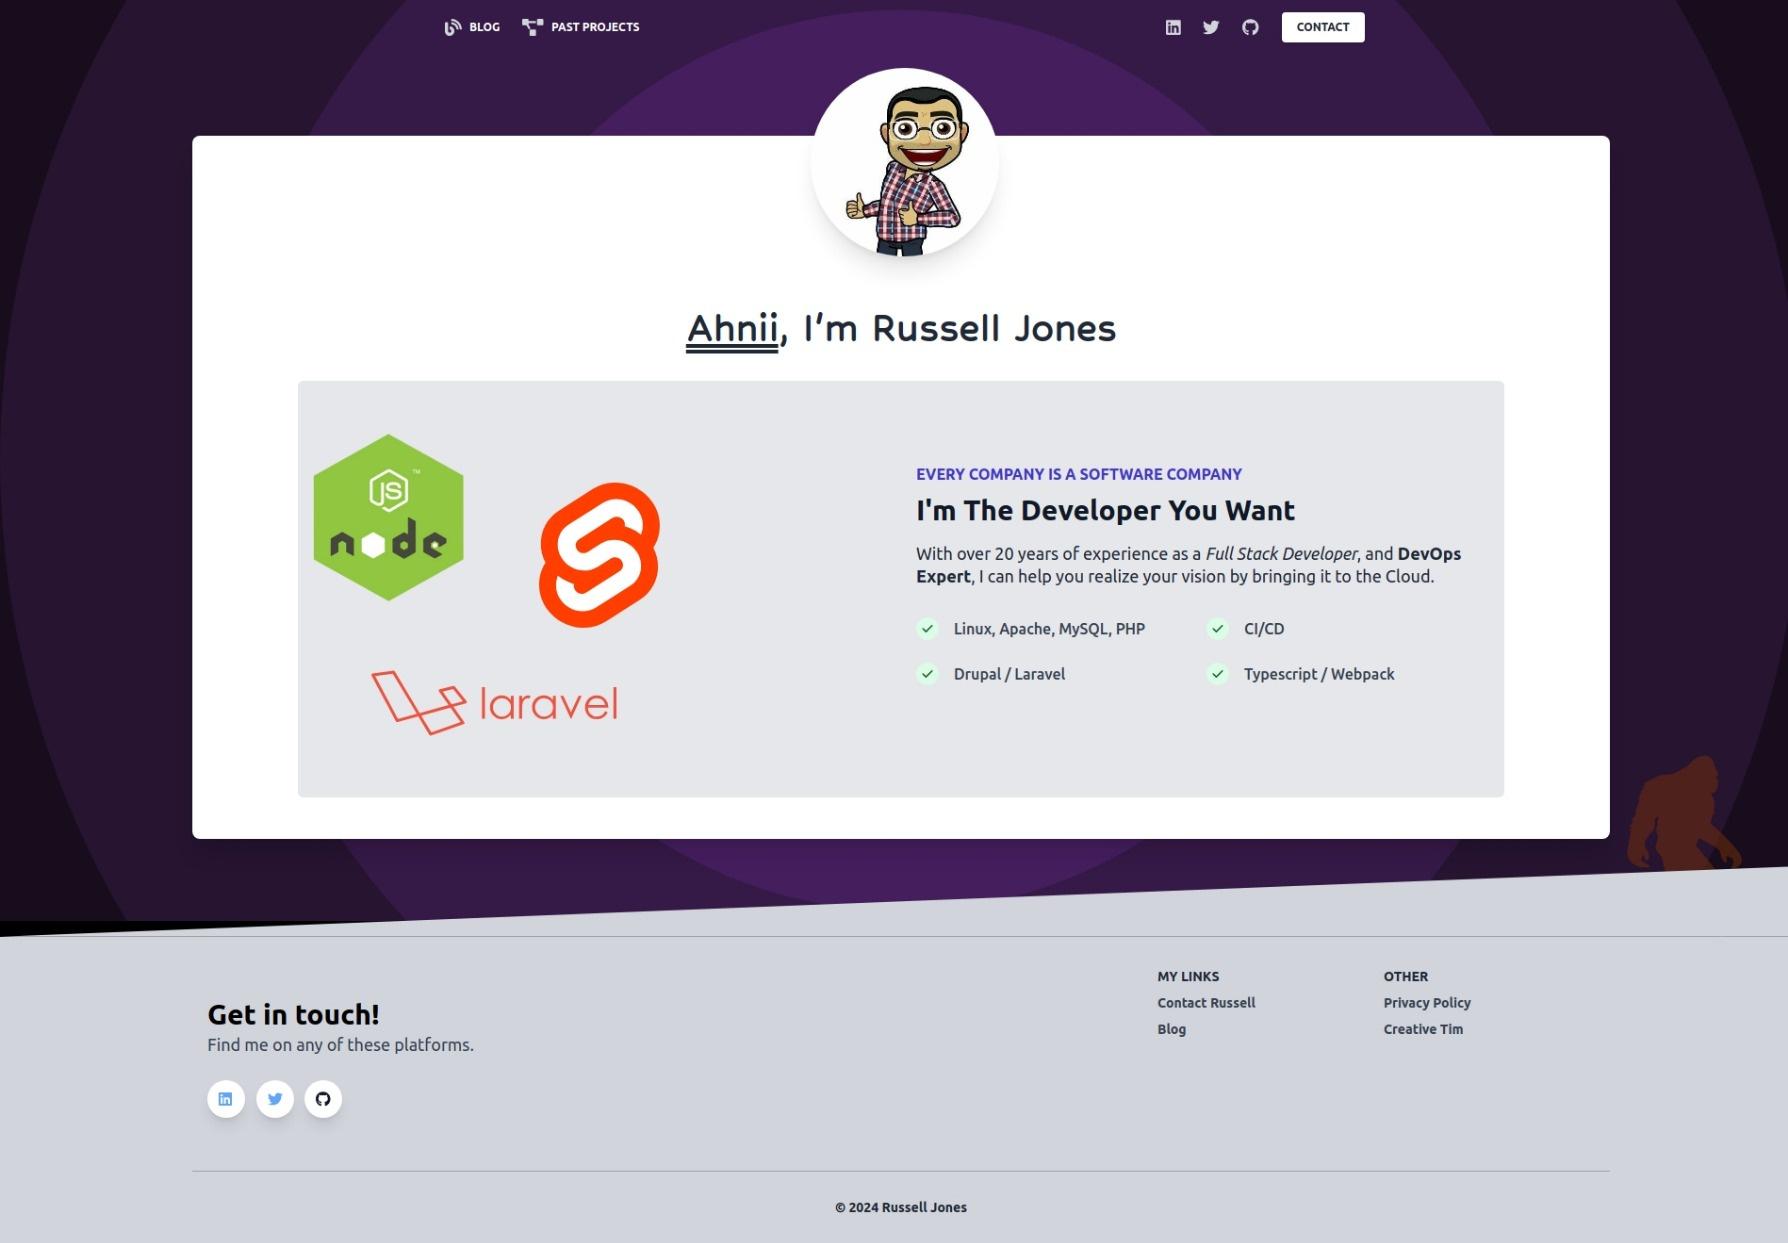 BLOG
PAST PROJECTS
CONTACT
Ahnii, I'm Russell Jones
JS
TM
node
laravel
EVERY COMPANY IS A SOFTWARE COMPANY
I'm The Developer You Want
With over 20 years of experience as a Full Stack Developer, and DevOps
Expert, I can help you realize your vision by bringing it to the Cloud.
Linux, Apache, MySQL, PHP
CI/CD
Drupal / Laravel
Typescript / Webpack
Get in touch!
Find me on any of these platforms.
MY LINKS
Contact Russell
Blog
OTHER
Privacy Policy
Creative Tim
© 2024 Russell Jones